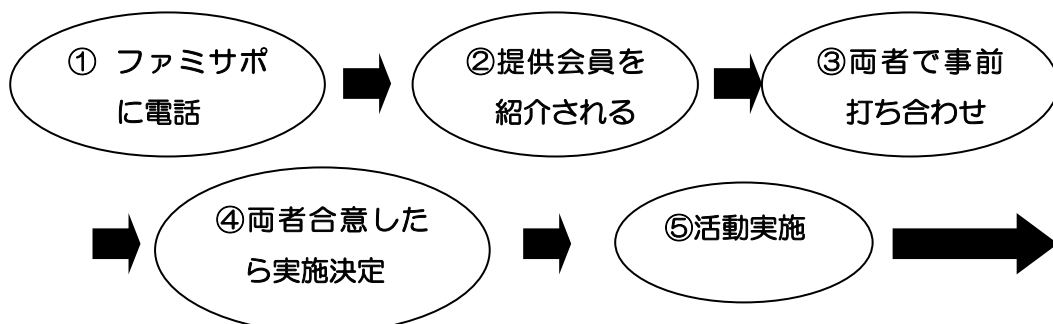 ① ファミサポ
に電話
②提供会員を
紹介される
③両者で事前
打ち合わせ
④両者合意した
ら実施決定
⑤活動実施